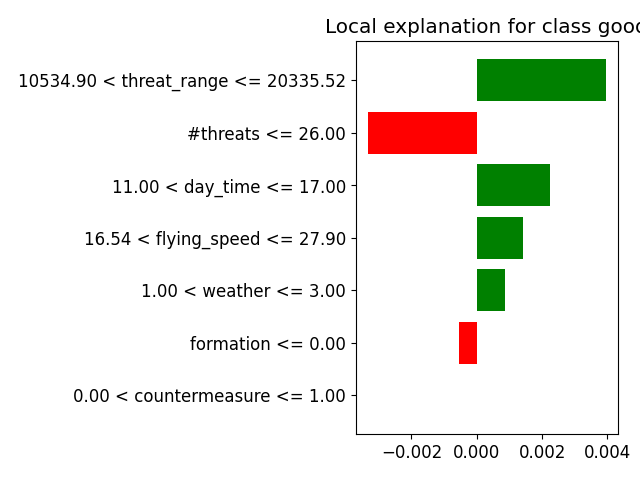 Local explanation for class good
10534.90 < threat_range <= 20335.52
#threats <= 26.00
11.00 < day_time <= 17.00
16.54 < flying_speed <= 27.90
1.00 < weather <= 3.00
formation <= 0.00
0.00 < countermeasure <= 1.00
−0.002 0.000 0.002 0.004